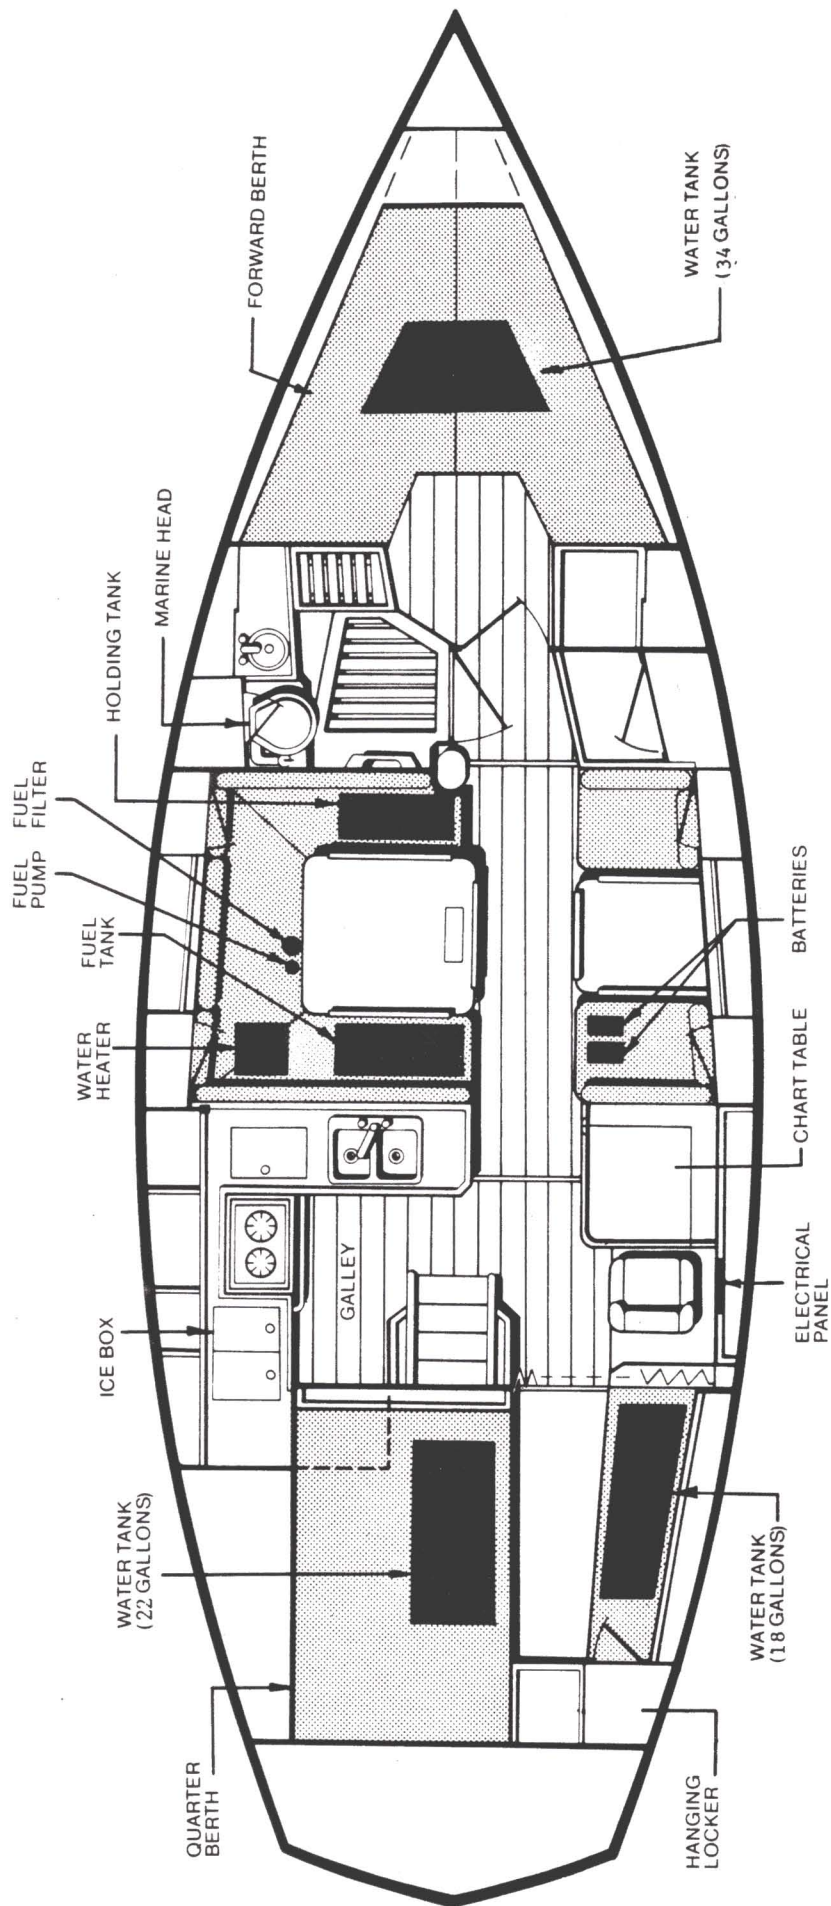 FORWARD BERTH
WATER TANK
(34 GALLONS)
MARINE HEAD
HOLDING TANK
FUEL
FILTER
FUEL
PUMP
FUEL
TANK
WATER
HEATER
BATTERIES
CHART TABLE
ELECTRICAL
PANEL
GALLEY
ICE BOX
WATER TANK
(22 GALLONS)
WATER TANK
(18 GALLONS)
QUARTER
BERTH
HANGING
LOCKER